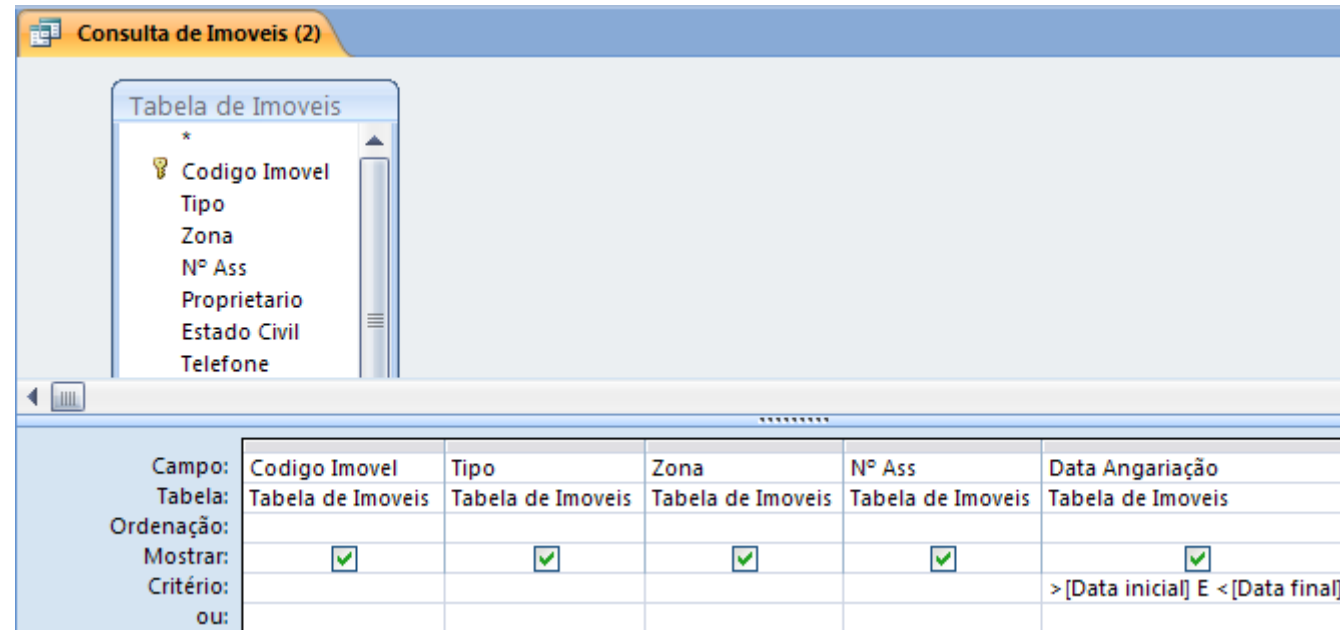 Consulta de Imoveis (2)
Tabela de Imoveis
*
Codigo Imovel
Tipo
Zona
Nº Ass
Proprietario
Estado Civil
Telefone
Campo: Codigo Imovel Tipo Zona Nº Ass Data Angariação
Tabela: Tabela de Imoveis Tabela de Imoveis Tabela de Imoveis Tabela de Imoveis Tabela de Imoveis
Ordenação:
Mostrar:
Critério: >[Data inicial] E <[Data final]
ou: